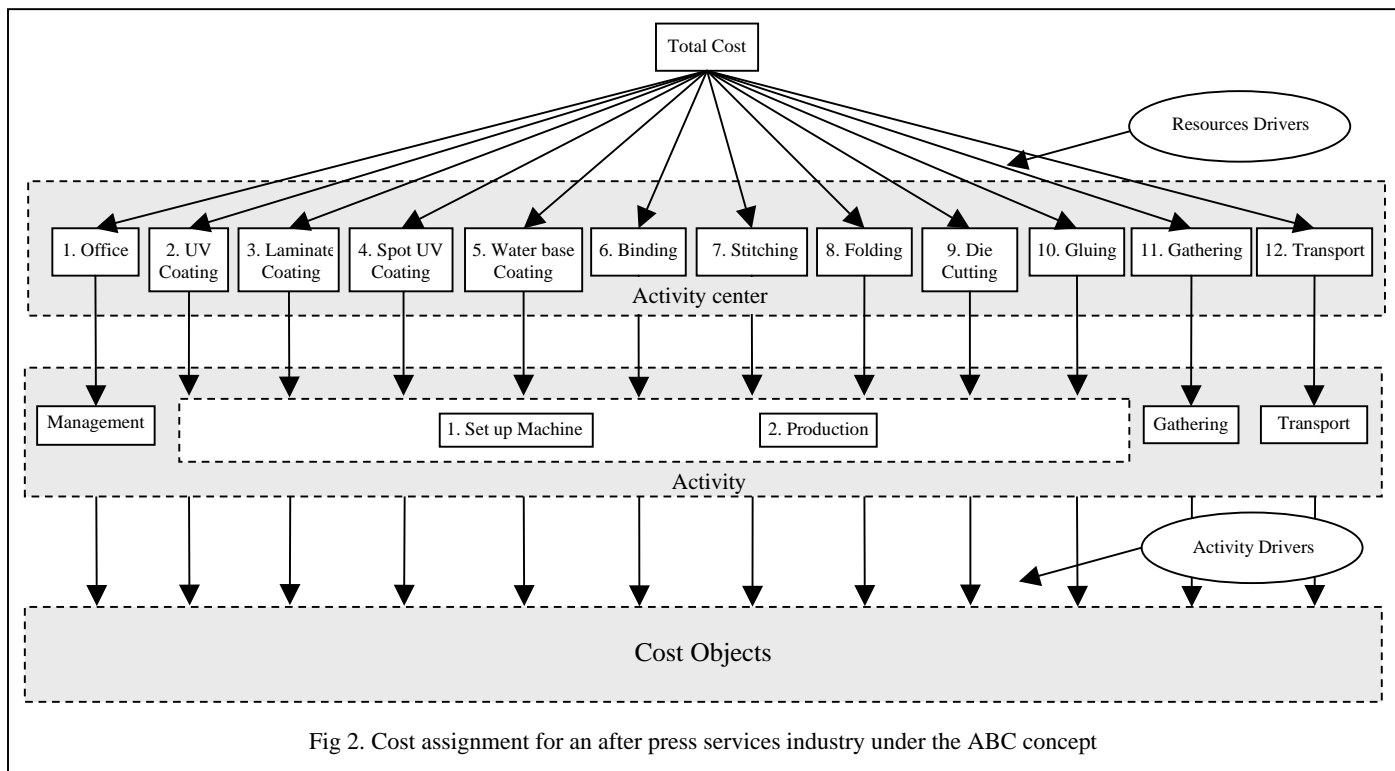 Total Cost
Resources Drivers
1. Office
2. UV
Coating
3. Laminate
Coating
4. Spot UV
Coating
5. Water base
Coating
6. Binding
7. Stitching
8. Folding
9. Die
Cutting
10. Gluing
11. Gathering
12. Transport
Activity center
Management
1. Set up Machine
2. Production
Gathering
Transport
Activity
Activity Drivers
Cost Objects
Fig 2. Cost assignment for an after press services industry under the ABC concept